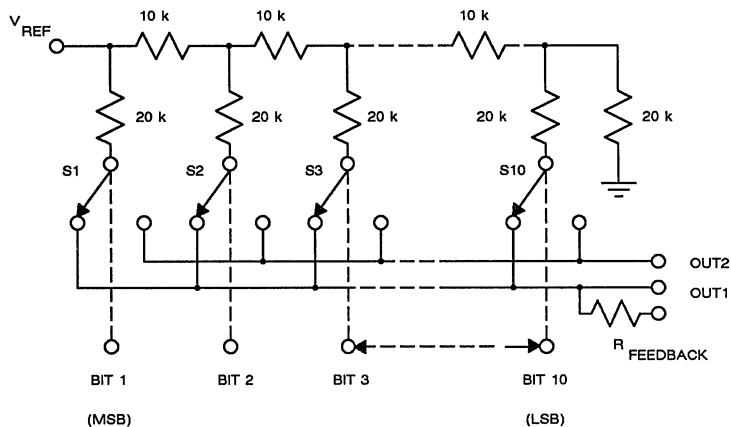 V REF
10 k 10 k 10 k
20 k 20 k 20 k 20 k 20 k
S1 S2 S3 S10
OUT2
OUT1
R FEEDBACK
BIT 1 BIT 2 BIT 3 BIT 10
(MSB) (LSB)